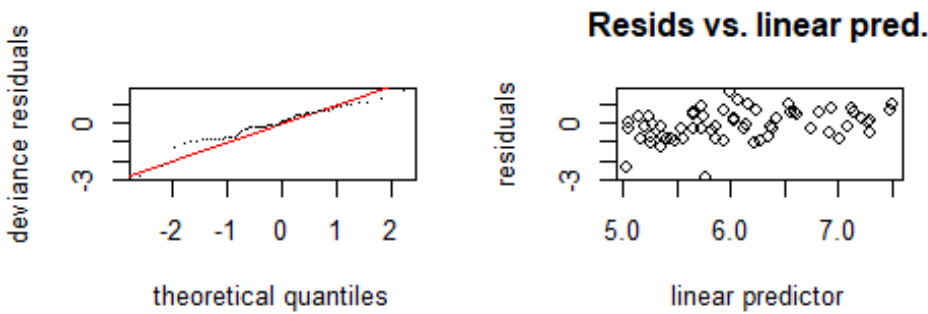 deviance residuals
0
-3
-2 -1 0 1 2
theoretical quantiles
Resids vs. linear pred.
residuals
0
-3
5.0 6.0 7.0
linear predictor